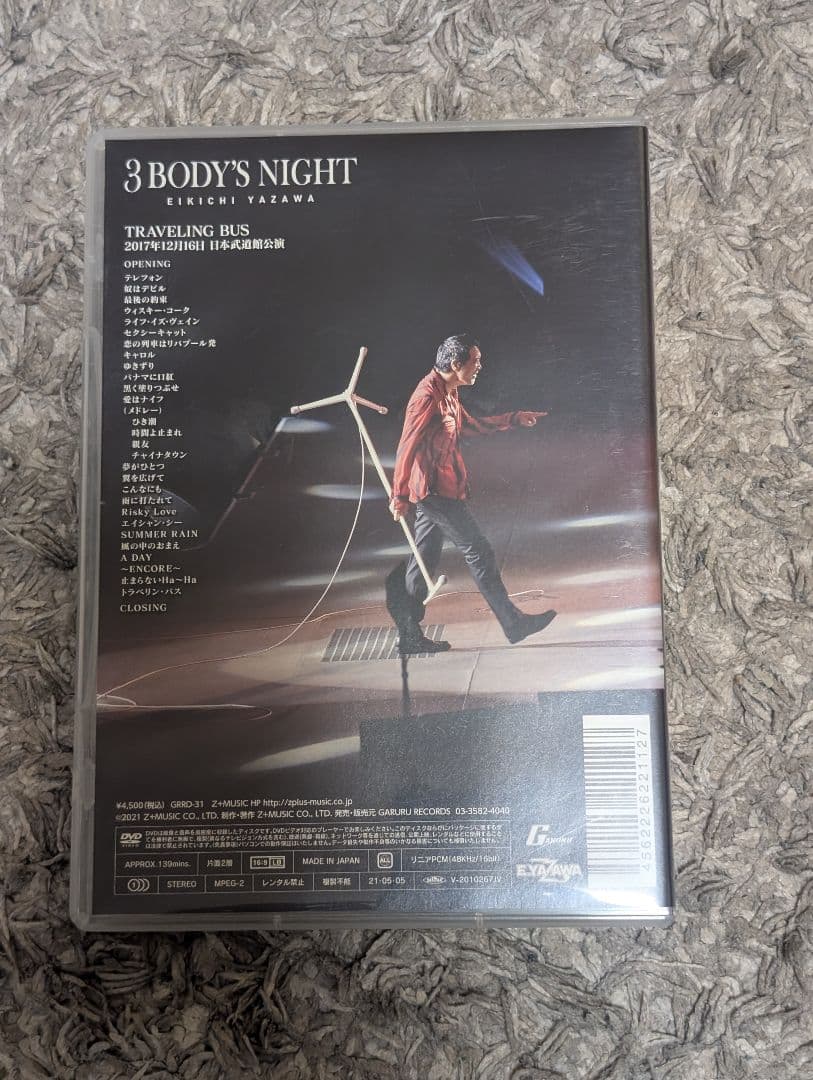 3 BODY'S NIGHT
EIKICHI YAZAWA
TRAVELING BUS
2017年12月16日 日本武道館公演
OPENING
テレフォン
奴はデビル
最後の約束
ウィスキー・コーク
ライフ・イズ・ヴェイン
セクシーキャット
恋の列車はリバプール発
キャロル
ゆきずり
パナマに口紅
黒く塗りつぶせ
愛はナイフ
(メドレー)
ひき潮
時間よ止まれ
親友
チャイナタウン
夢がひとつ
翼を広げて
こんなにも
雨に打たれて
Risky Love
エイシャン・シー
SUMMER RAIN
風の中のおまえ
A DAY
～ENCORE～
止まらないHa～Ha
トラベリン・バス
CLOSING
¥4,500(税込) GRRD-31 Z+MUSIC HP http://zplus-music.co.jp
©2021 Z+MUSIC CO., LTD. 制作・著作 Z+MUSIC CO., LTD. 発売・販売元 GARURU RECORDS 03-3582-4040
DVD
APPROX.139mins. 片面2層 16:9 LB MADE IN JAPAN ALL リニアPCM(48KHz/16bit)
STEREO MPEG-2 レンタル禁止 複製不能 21・05・05 V-2010267JV
GARURU
E.YAZAWA
4562226221127